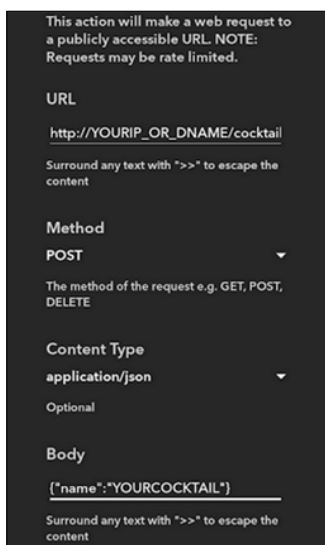 This action will make a web request to
a publicly accessible URL. NOTE:
Requests may be rate limited.
URL
http://YOURIP_OR_DNAME/cocktail
Surround any text with ">>" to escape the
content
Method
POST
The method of the request e.g. GET, POST,
DELETE
Content Type
application/json
Optional
Body
{"name":"YOURCOCKTAIL"}
Surround any text with ">>" to escape the
content